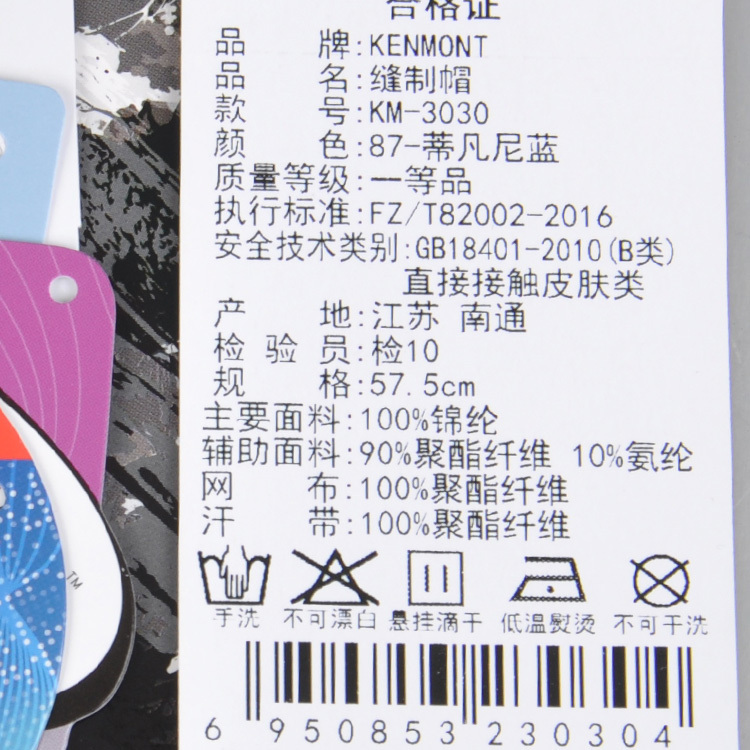 合格证
品 牌:KENMONT
品 名:缝制帽
款 号:KM-3030
颜 色:87-蒂凡尼蓝
质量等级:一等品
执行标准:FZ/T82002-2016
安全技术类别:GB18401-2010(B类)
直接接触皮肤类
产 地:江苏 南通
检 验 员:检10
规 格:57.5cm
主要面料:100%锦纶
辅助面料:90%聚酯纤维 10%氨纶
网 布:100%聚酯纤维
汗 带:100%聚酯纤维
手洗 不可漂白 悬挂滴干 低温熨烫 不可干洗
6 950853 230304
TM